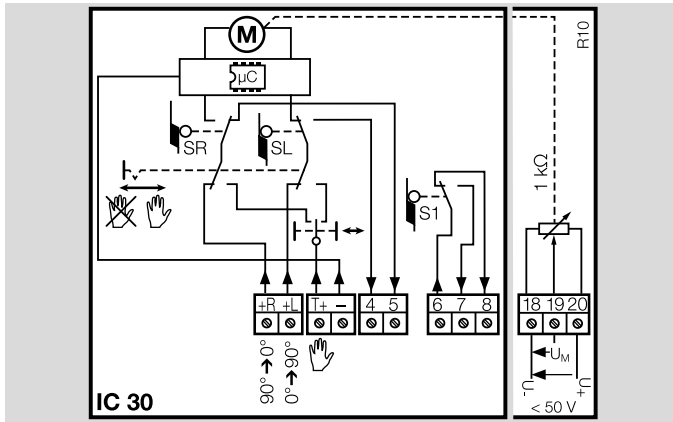 M
R10
µC
SR
SL
1 kΩ
S1
+R +L T+ – 4 5 6 7 8 18 19 20
90° → 0°
0° → 90°
UM
U-
U+
IC 30
< 50 V